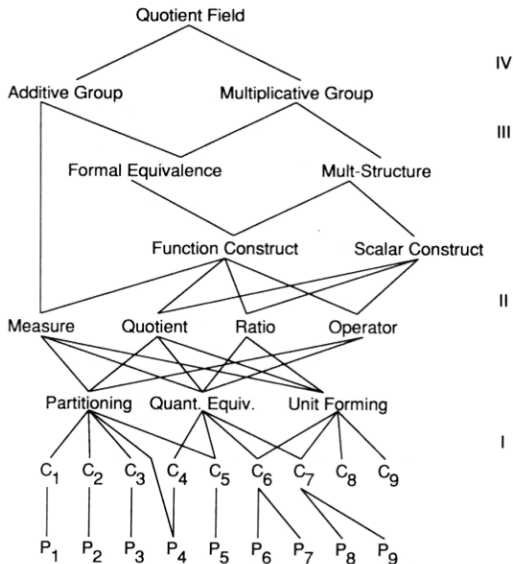 Quotient Field
IV
Additive Group Multiplicative Group
III
Formal Equivalence Mult-Structure
Function Construct Scalar Construct
II
Measure Quotient Ratio Operator
Partitioning Quant. Equiv. Unit Forming
I
C1 C2 C3 C4 C5 C6 C7 C8 C9
P1 P2 P3 P4 P5 P6 P7 P8 P9